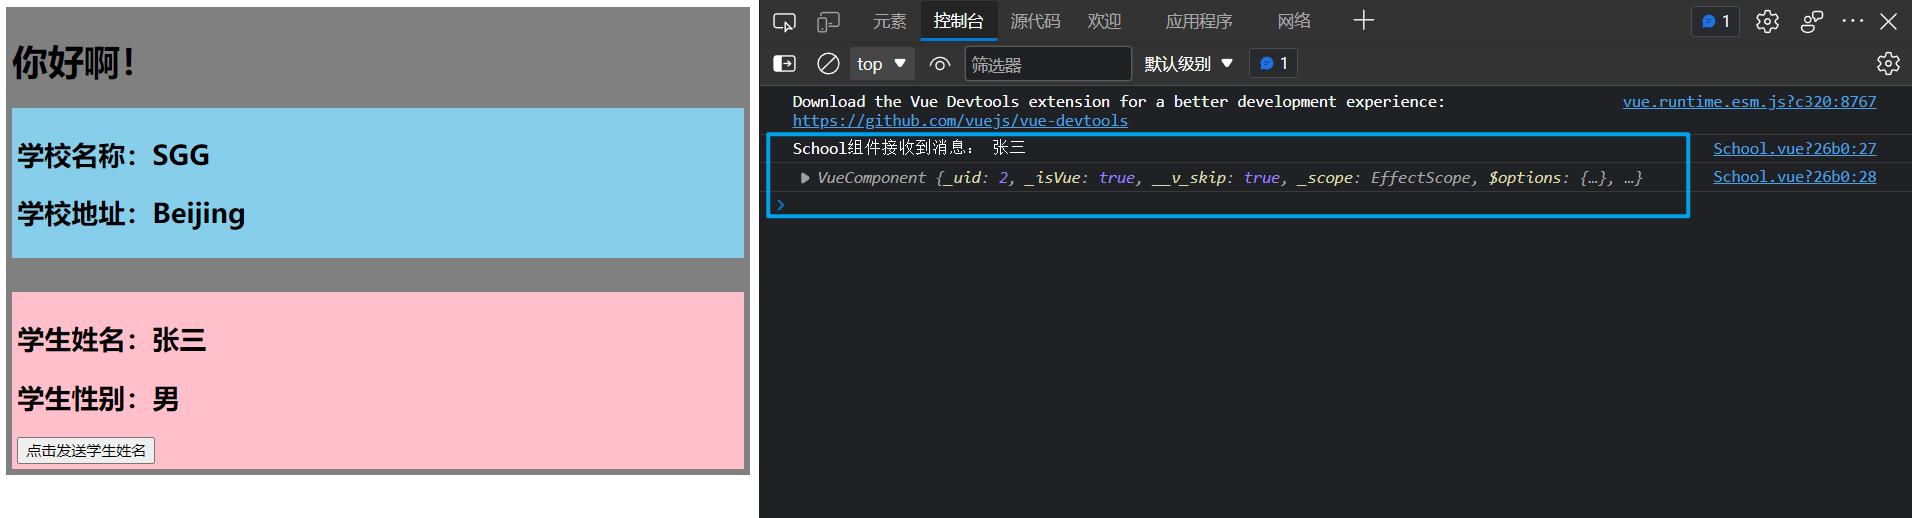 你好啊！
学校名称：SGG
学校地址：Beijing
学生姓名：张三
学生性别：男
点击发送学生姓名
元素 控制台 源代码 欢迎 应用程序 网络 1
top 筛选器 默认级别 1
Download the Vue Devtools extension for a better development experience: vue.runtime.esm.js?c320:8767
https://github.com/vuejs/vue-devtools
School组件接收到消息： 张三 School.vue?26b0:27
VueComponent {_uid: 2, _isVue: true, __v_skip: true, _scope: EffectScope, $options: {…}, …} School.vue?26b0:28